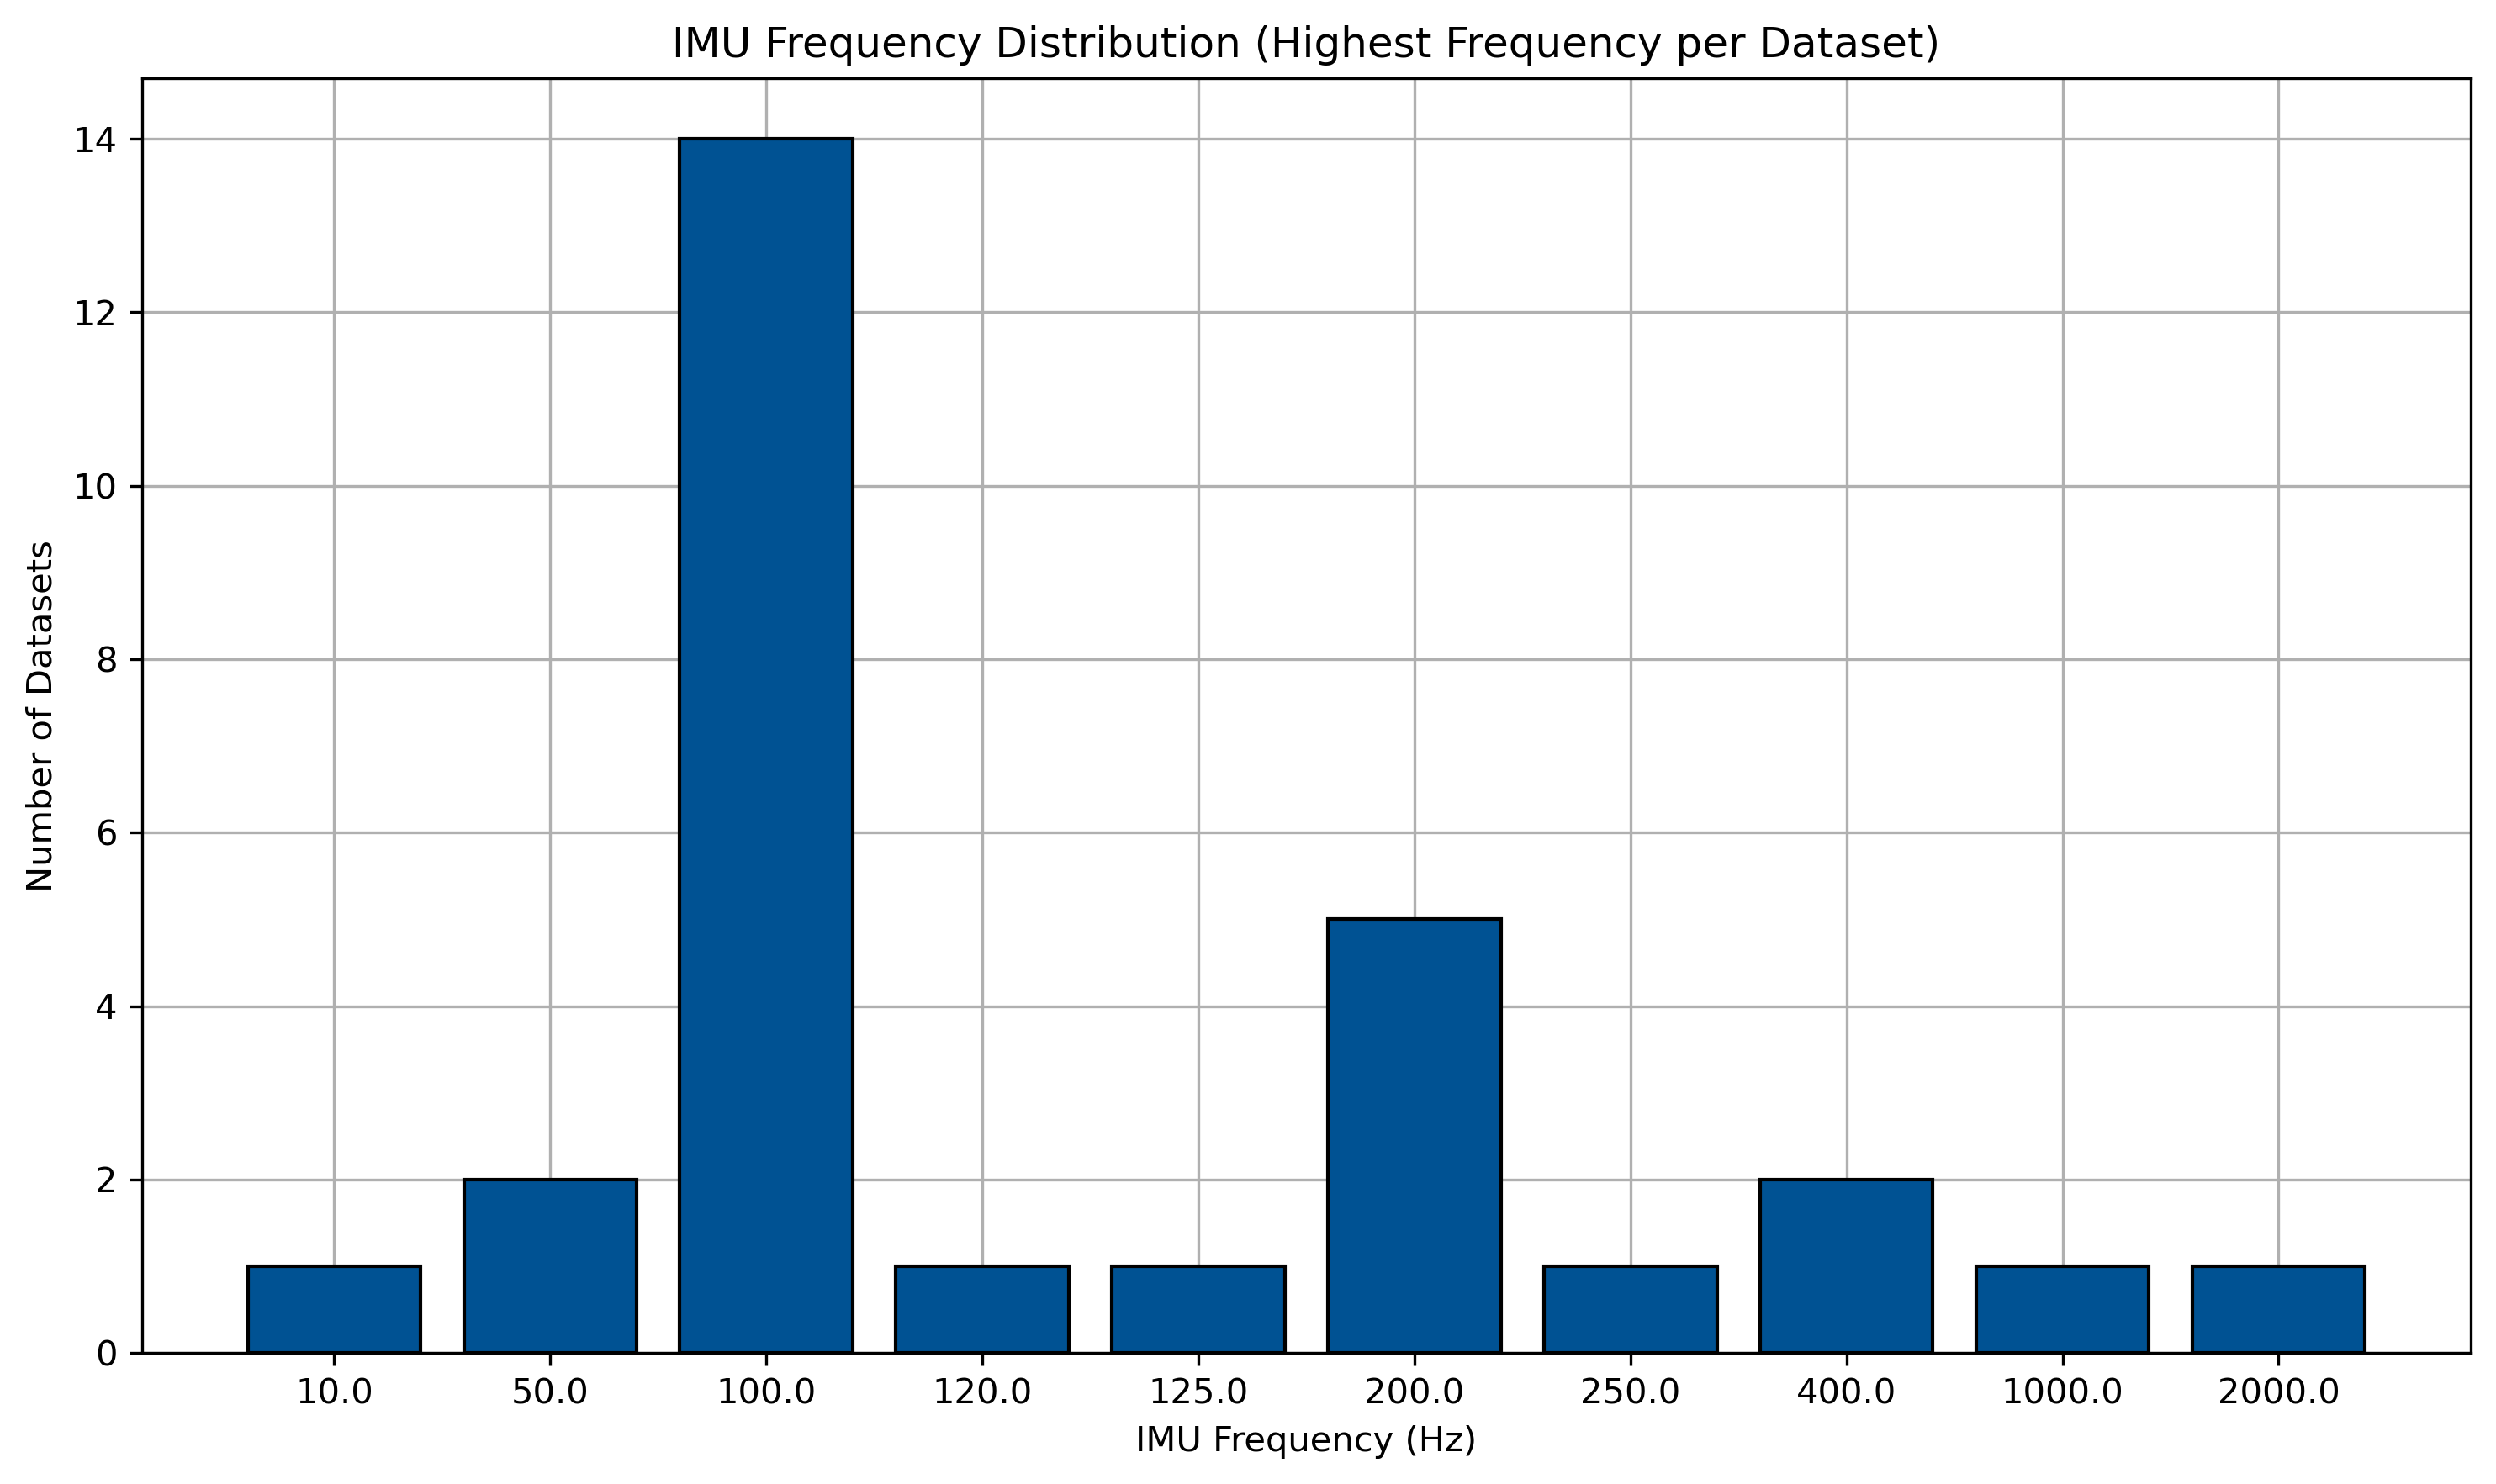 IMU Frequency Distribution (Highest Frequency per Dataset)
14
12
10
8
6
4
2
0
Number of Datasets
10.0 50.0 100.0 120.0 125.0 200.0 250.0 400.0 1000.0 2000.0
IMU Frequency (Hz)